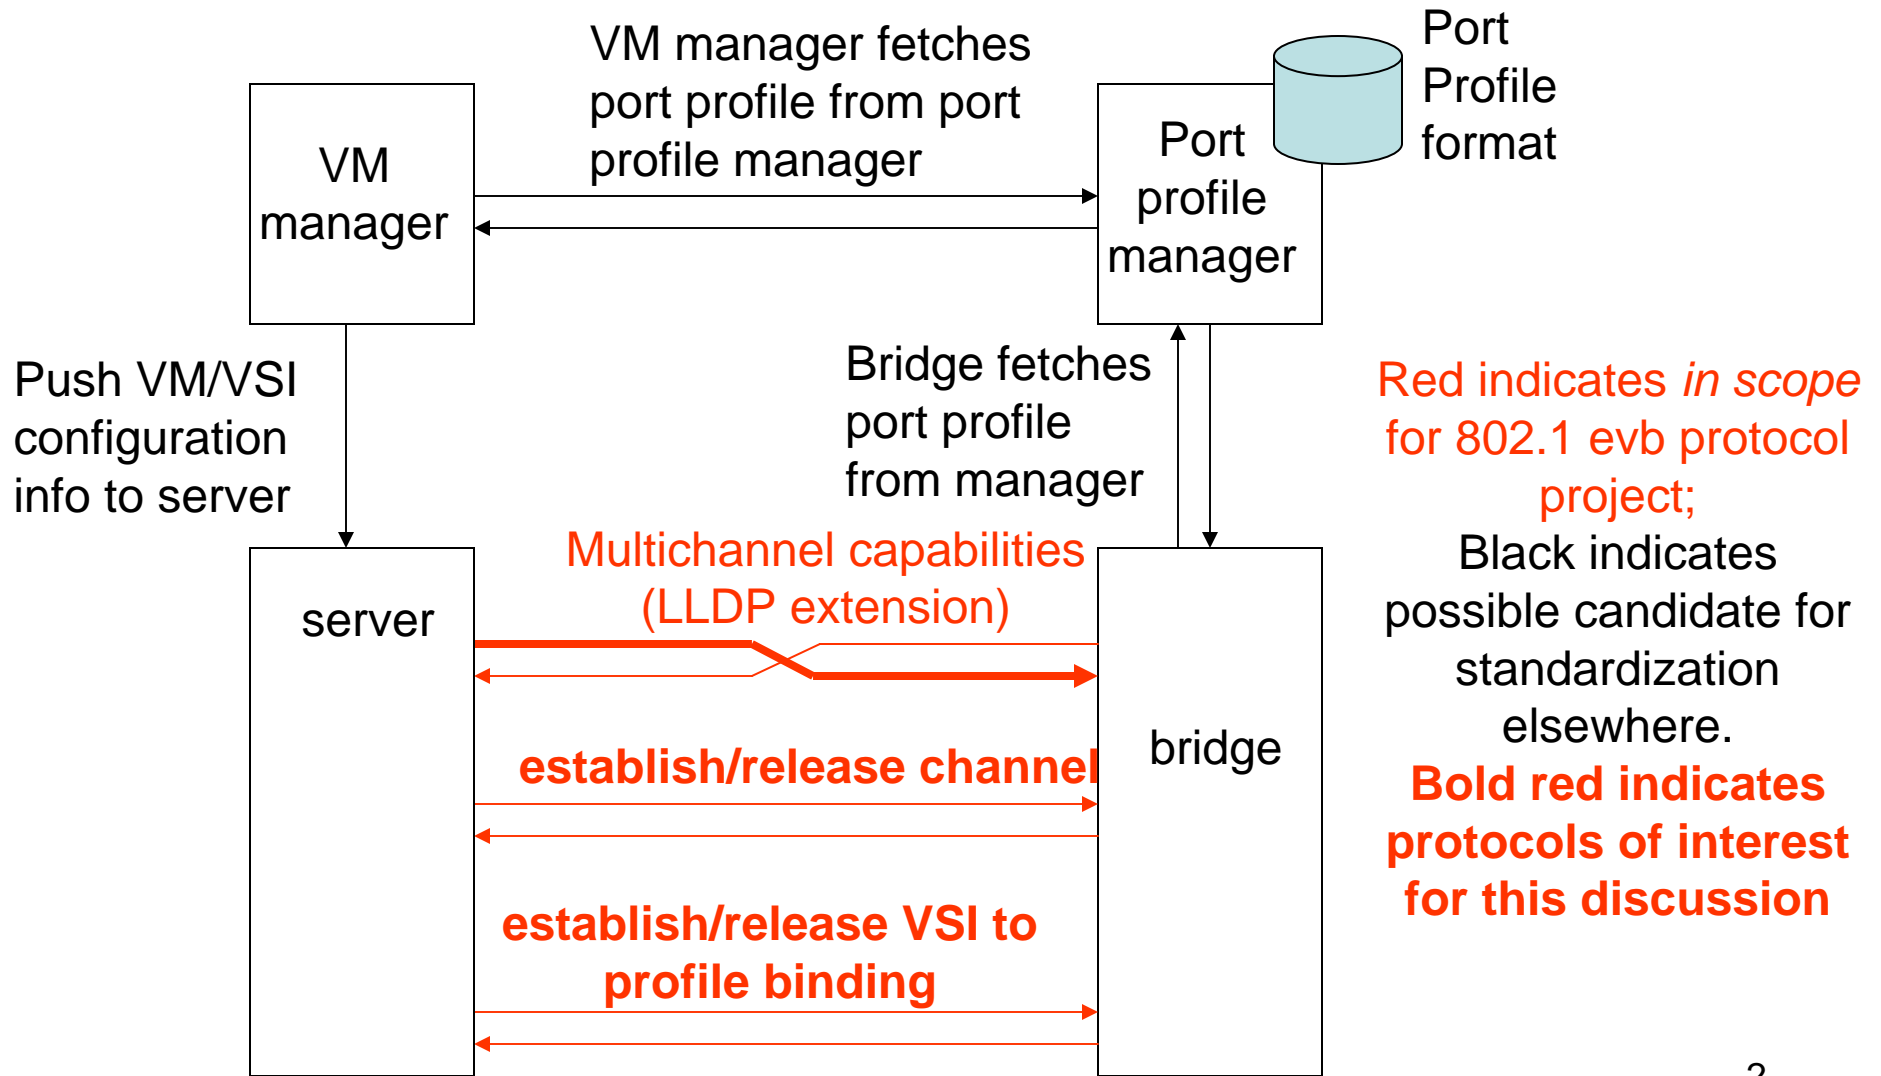 VM manager fetches
port profile from port
profile manager
Port
Profile
format
VM
manager
Port
profile
manager
Push VM/VSI
configuration
info to server
Bridge fetches
port profile
from manager
Red indicates in scope
for 802.1 evb protocol
project;
Black indicates
possible candidate for
standardization
elsewhere.
Bold red indicates
protocols of interest
for this discussion
Multichannel capabilities
(LLDP extension)
server
bridge
establish/release channel
establish/release VSI to
profile binding
2